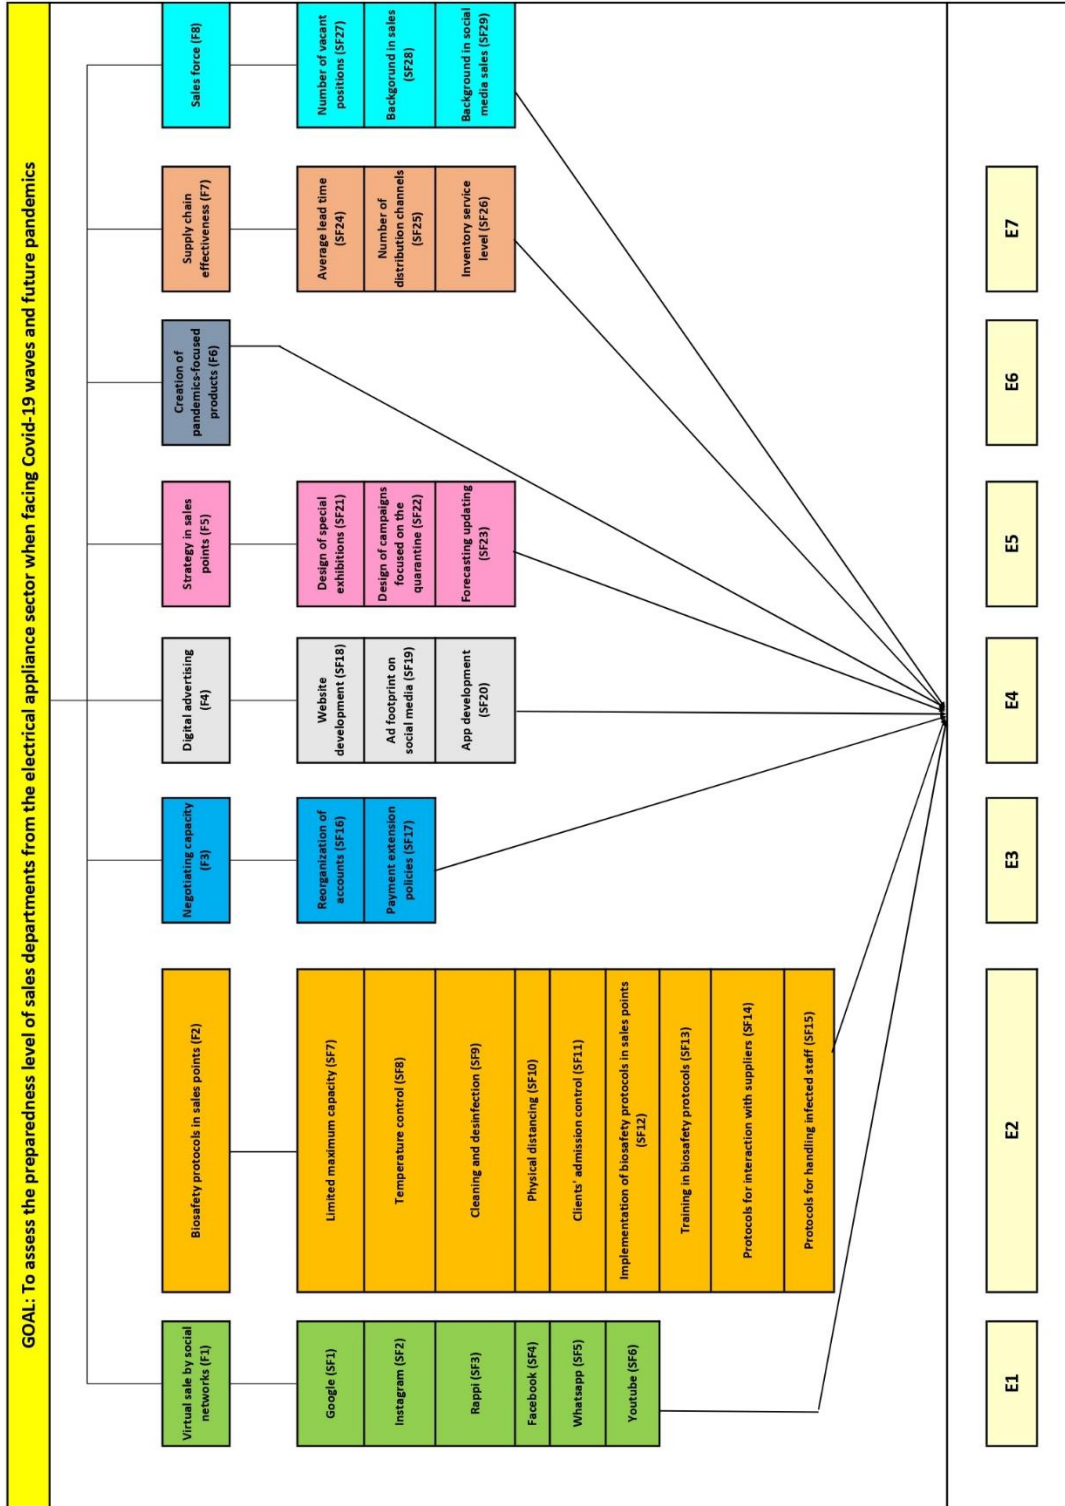 GOAL: To assess the preparedness level of sales departments from the electrical appliance sector when facing Covid-19 waves and future pandemics
Virtual sale by social
networks (F1)
Biosafety protocols in sales points (F2)
Negotiating capacity
(F3)
Digital advertising
(F4)
Strategy in sales
points (F5)
Creation of
pandemics-focused
products (F6)
Supply chain
effectiveness (F7)
Sales force (F8)
Google (SF1)
Instagram (SF2)
Rappi (SF3)
Facebook (SF4)
Whatsapp (SF5)
Youtube (SF6)
Limited maximum capacity (SF7)
Temperature control (SF8)
Cleaning and desinfection (SF9)
Physical distancing (SF10)
Clients' admission control (SF11)
Implementation of biosafety protocols in sales points
(SF12)
Training in biosafety protocols (SF13)
Protocols for interaction with suppliers (SF14)
Protocols for handling infected staff (SF15)
Reorganization of
accounts (SF16)
Payment extension
policies (SF17)
Website
development (SF18)
Ad footprint on
social media (SF19)
App development
(SF20)
Design of special
exhibitions (SF21)
Design of campaigns
focused on the
quarantine (SF22)
Forecasting updating
(SF23)
Average lead time
(SF24)
Number of
distribution channels
(SF25)
Inventory service
level (SF26)
Number of vacant
positions (SF27)
Backgorund in sales
(SF28)
Background in social
media sales (SF29)
E1
E2
E3
E4
E5
E6
E7